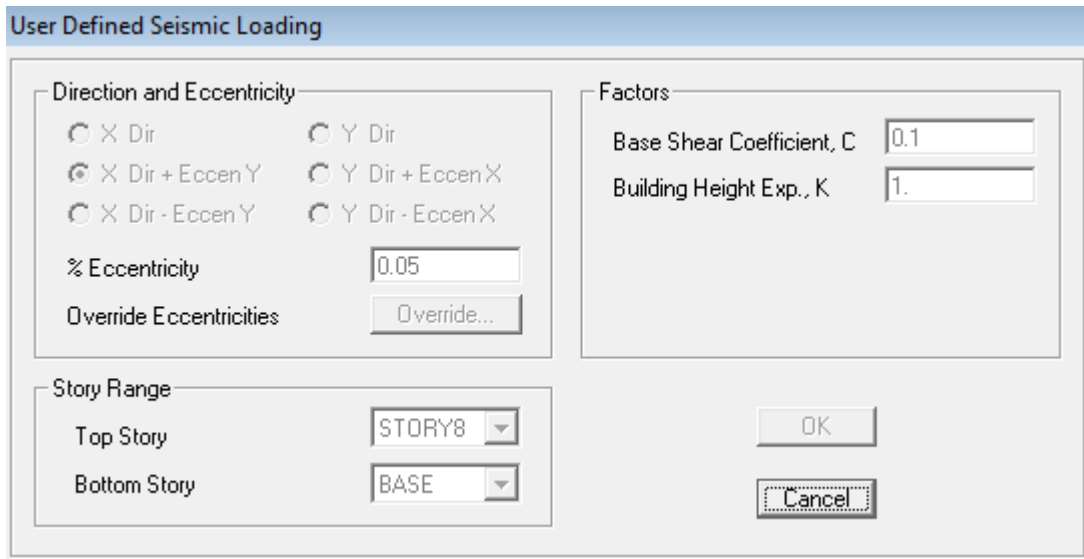 User Defined Seismic Loading
Direction and Eccentricity
X Dir Y Dir
X Dir + Eccen Y Y Dir + Eccen X
X Dir - Eccen Y Y Dir - Eccen X
% Eccentricity 0.05
Override Eccentricities Override...
Factors
Base Shear Coefficient, C 0.1
Building Height Exp., K 1.
Story Range
Top Story STORY8
Bottom Story BASE
OK
Cancel